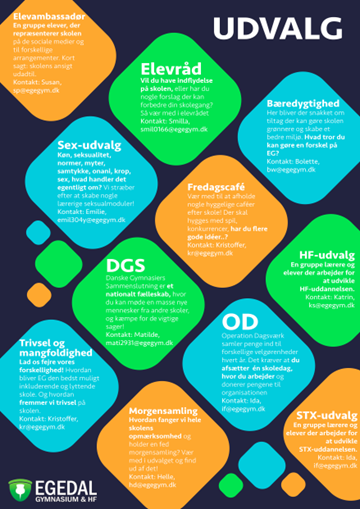 UDVALG
Elevambassadør
En gruppe elever, der
repræsenterer skolen
på de sociale medier og
til forskellige
arrangementer. Kort
sagt: skolens ansigt
udadtil.
Kontakt: Susan,
sp@egegym.dk
Elevråd
Vil du have indflydelse
på skolen, eller har du
nogle forslag der kan
forbedre din skolegang?
Så vær med i elevrådet.
Kontakt: Smilla,
smil0166@egegym.dk
Bæredygtighed
Her bliver der snakket om
tiltag der kan gøre skolen
grønnere og skabe et
bedre miljø. Hvad tror du
kan gøre en forskel på
EG?
Kontakt: Bolette,
bw@egegym.dk
Sex-udvalg
Køn, seksualitet,
normer, myter,
samtykke, onani, krop,
sex, hvad handler det
egentligt om? Vi stræber
efter at skabe nogle
lærerige seksualmoduler!
Kontakt: Emilie,
emil304y@egegym.dk
Fredagscafé
Vær med til at afholde
nogle hyggelige caféer
efter skole! Der skal
hygges med spil,
konkurrencer, har du flere
gode idéer..?
Kontakt: Kristoffer,
kr@egegym.dk
HF-udvalg
En gruppe lærere og
elever der arbejder for
at udvikle
HF-uddannelsen.
Kontakt: Katrin,
ks@egegym.dk
DGS
Danske Gymnasiers
Sammenslutning er et
nationalt fælleskab, hvor
du kan møde en masse nye
mennesker fra andre skoler,
og kæmpe for de vigtige
sager!
Kontakt: Matilde,
mati2931@egegym.dk
OD
Operation Dagsværk
samler penge ind til
forskellige velgørenheder
hvert år. Det kræver at du
afsætter én skoledag,
hvor du arbejder og
donerer pengene til
organisationen
Kontakt: Ida,
lf@egegym.dk
Trivsel og
mangfoldighed
Lad os fejre vores
forskellighed! Hvordan
bliver EG den bedst muligt
inkluderende og lyttende
skole. Og hvordan
fremmer vi trivsel på
skolen.
Kontakt: Kristoffer,
kr@egegym.dk
Morgensamling
Hvordan fanger vi hele
skolens
opmærksomhed og
holder en fed
morgensamling? Vær
med i udvalget og find
ud af det!
Kontakt: Helle,
hd@egegym.dk
STX-udvalg
En gruppe lærere og
elever der arbejder for
at udvikle
STX-uddannelsen.
Kontakt: Ida,
lf@egegym.dk
EGEDAL
GYMNASIUM & HF